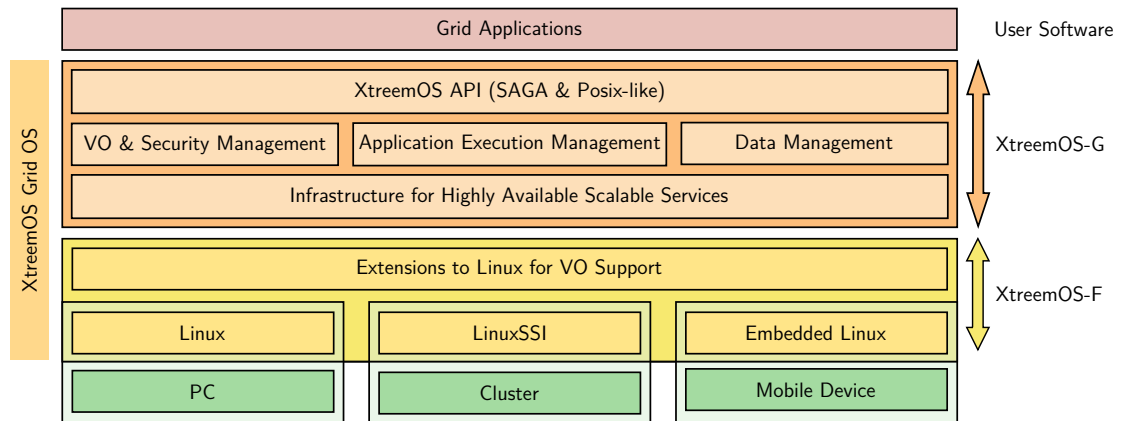 Grid Applications
User Software
XtreemOS Grid OS
XtreemOS API (SAGA & Posix-like)
VO & Security Management
Application Execution Management
Data Management
XtreemOS-G
Infrastructure for Highly Available Scalable Services
Extensions to Linux for VO Support
XtreemOS-F
Linux
LinuxSSI
Embedded Linux
PC
Cluster
Mobile Device